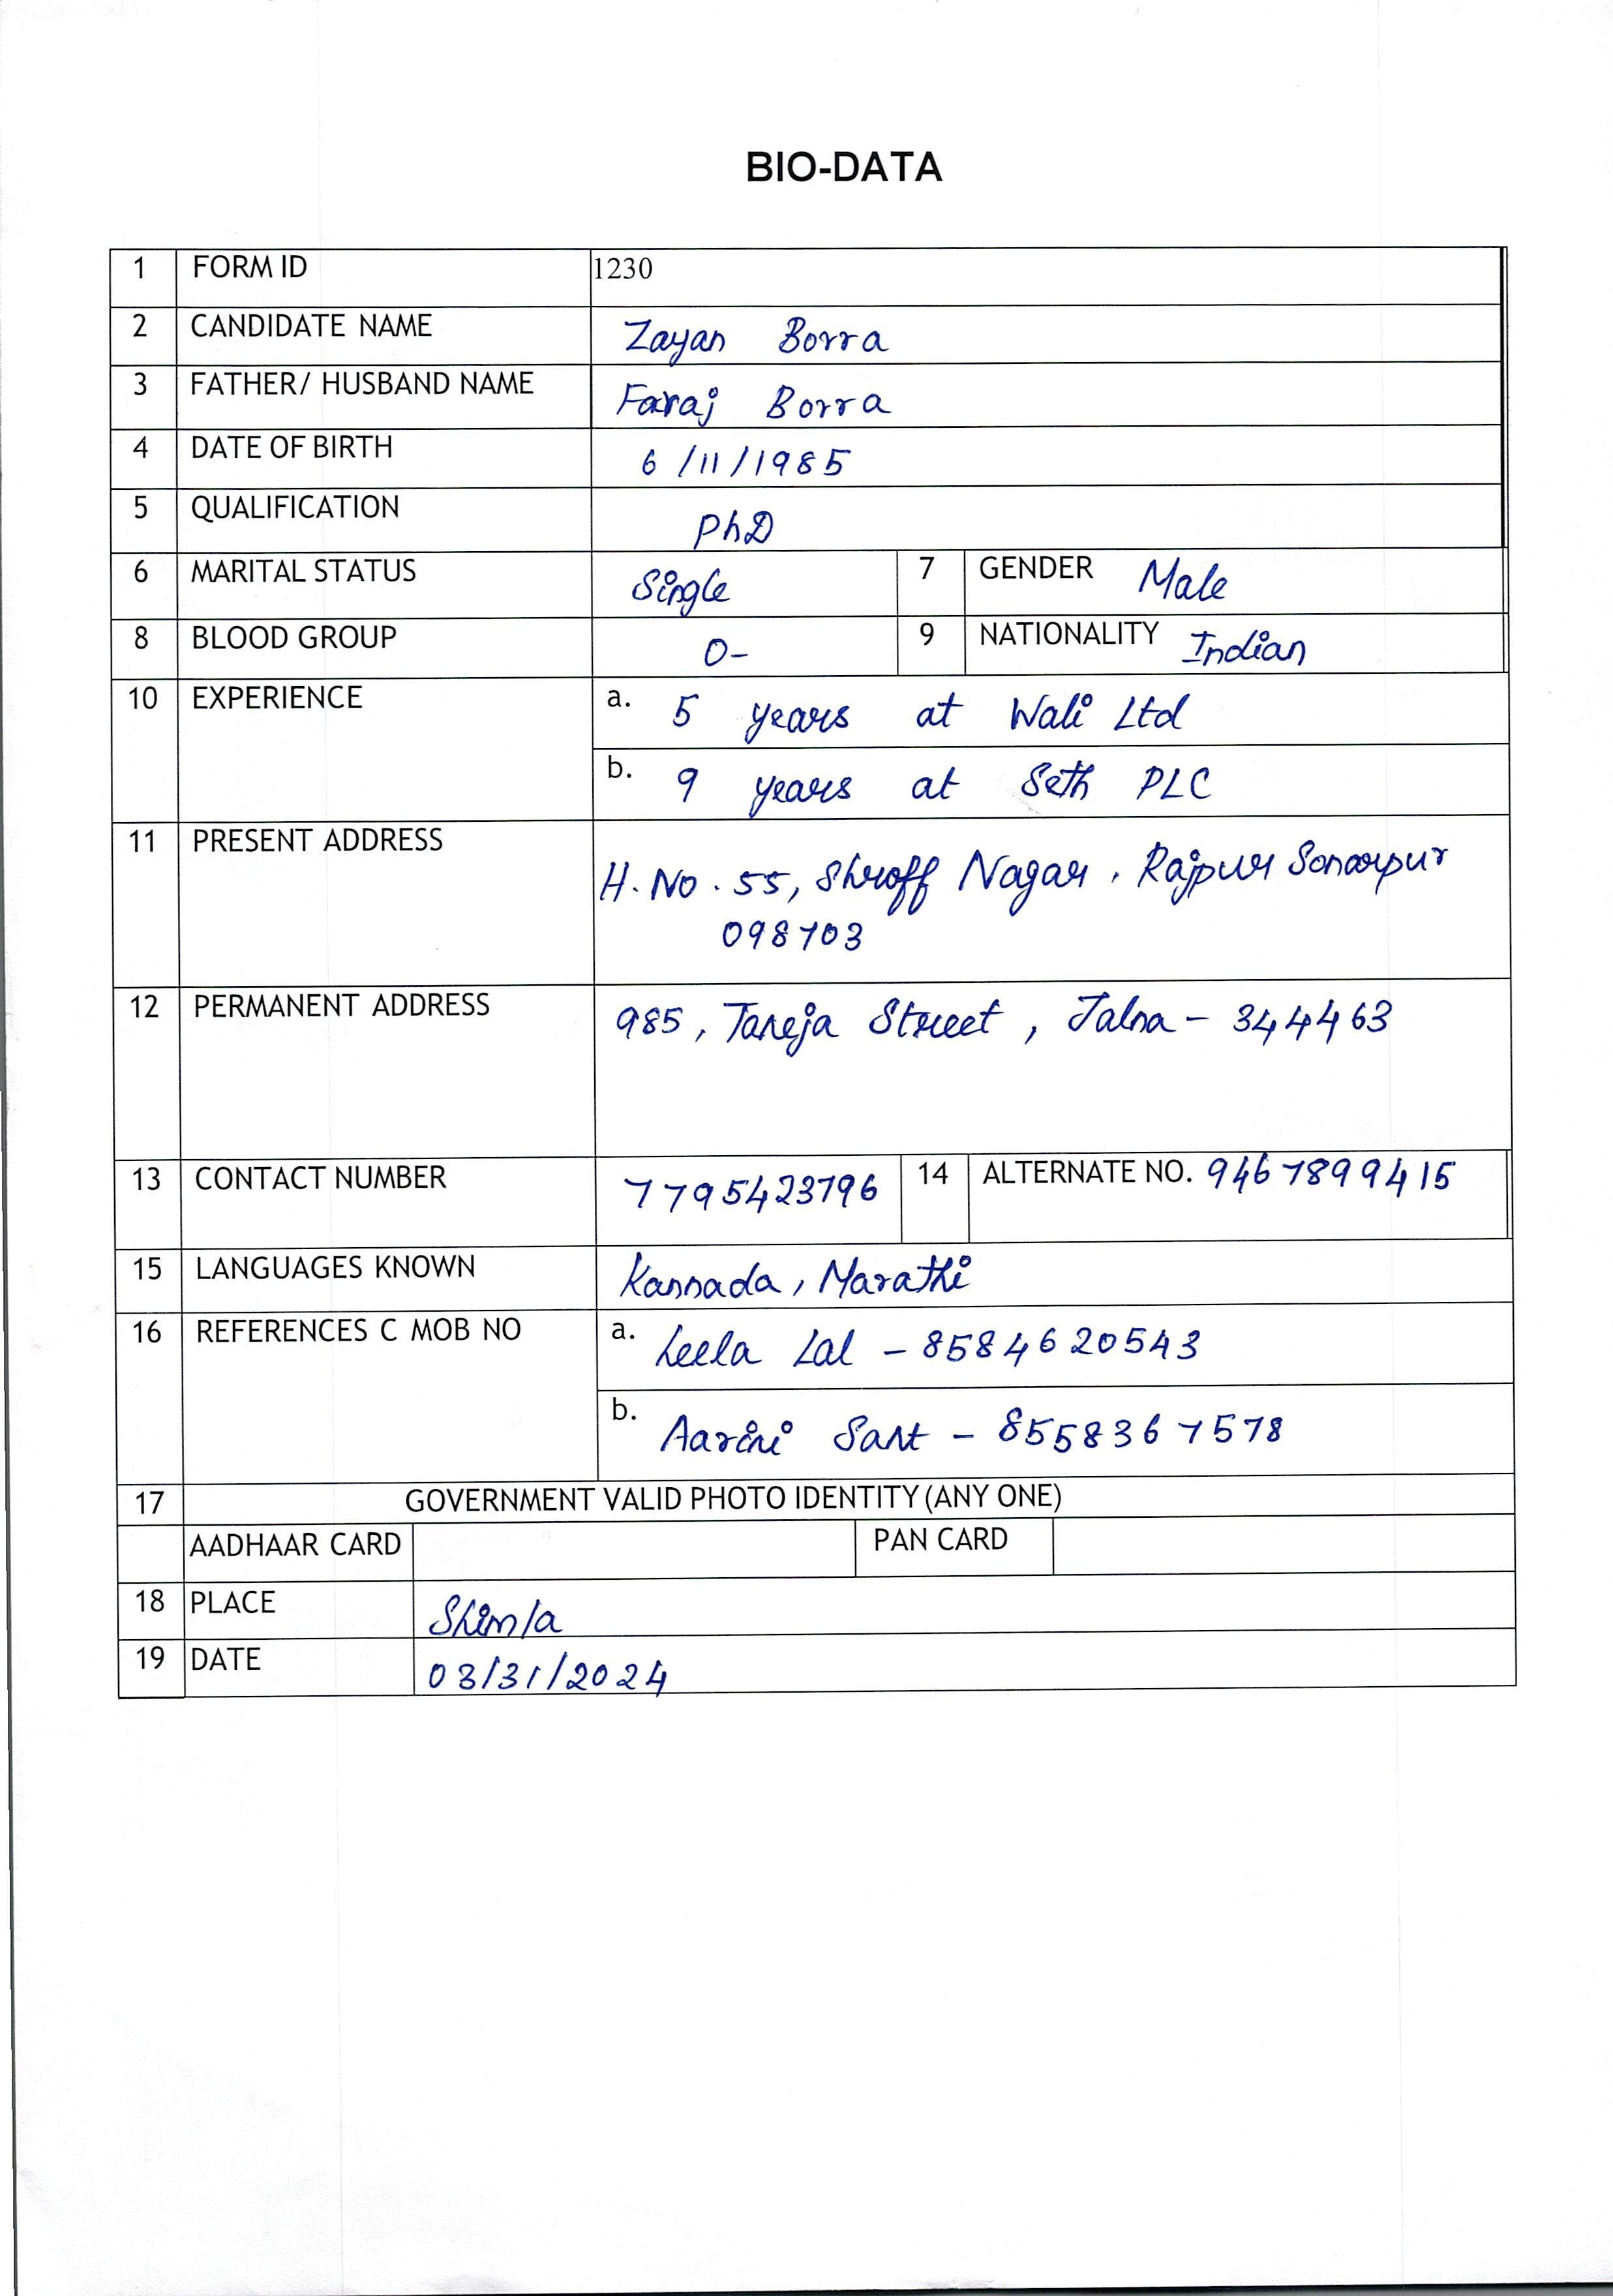 BIO-DATA
1 FORM ID 1230
2 CANDIDATE NAME Zayan Borra
3 FATHER/ HUSBAND NAME Faraj Borra
4 DATE OF BIRTH 6/11/1985
5 QUALIFICATION PhD
6 MARITAL STATUS Single 7 GENDER Male
8 BLOOD GROUP O- 9 NATIONALITY Indian
10 EXPERIENCE a. 5 years at Wali Ltd
b. 9 years at Seth PLC
11 PRESENT ADDRESS
H.No. 55, Shroff Nagar, Rajpur Sonarpur
098703
12 PERMANENT ADDRESS 985, Taneja Street, Jalna - 344463
13 CONTACT NUMBER 7795423796 14 ALTERNATE NO. 9467899415
15 LANGUAGES KNOWN Kannada, Marathi
16 REFERENCES C MOB NO a. Leela Lal - 8584620543
b. Aarini Sant - 8558367578
17 GOVERNMENT VALID PHOTO IDENTITY (ANY ONE)
AADHAAR CARD PAN CARD
18 PLACE Shimla
19 DATE 03/31/2024